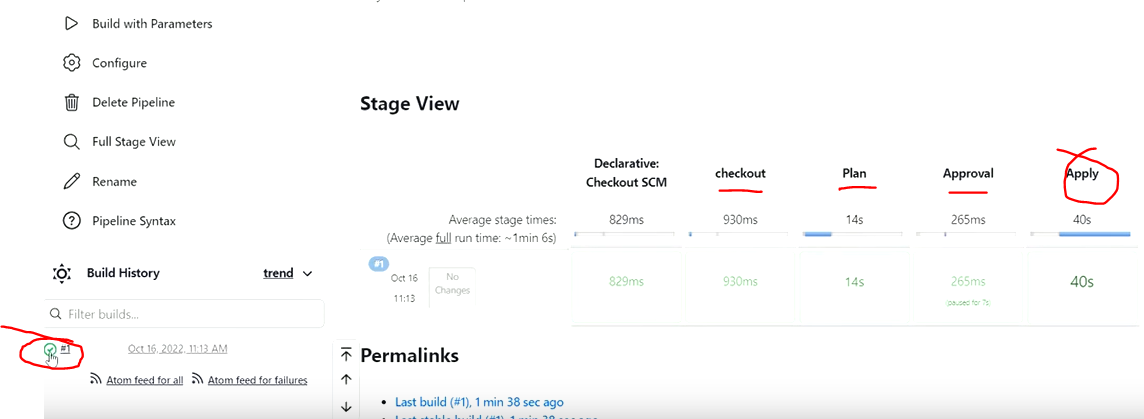 Build with Parameters
Configure
Delete Pipeline
Full Stage View
Rename
Pipeline Syntax
Build History trend
Filter builds...
#1 Oct 16, 2022, 11:13 AM
Atom feed for all Atom feed for failures
Stage View
Declarative: Checkout SCM checkout Plan Approval Apply
Average stage times: 829ms 930ms 14s 265ms 40s
(Average full run time: ~1min 6s)
#1
Oct 16 No
11:13 Changes
829ms 930ms 14s 265ms 40s
(paused for 7s)
Permalinks
Last build (#1), 1 min 38 sec ago